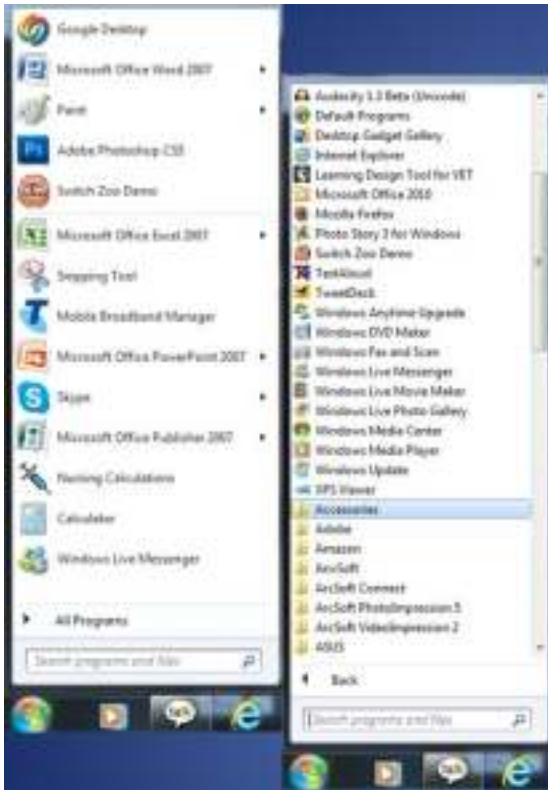 Google Desktop
Microsoft Office Word 2007
Paint
Ps
Adobe Photoshop CS5
Switch Zoo Demo
Microsoft Office Excel 2007
Snipping Tool
Mobile Broadband Manager
Microsoft Office PowerPoint 2007
Skype
Microsoft Office Publisher 2007
Nursing Calculations
Calculator
Windows Live Messenger
All Programs
Search programs and files
Audacity 1.3 Beta (Unicode)
Default Programs
Desktop Gadget Gallery
Internet Explorer
Learning Design Tool for VET
Microsoft Office 2010
Mozilla Firefox
Photo Story 3 for Windows
Switch Zoo Demo
TextAloud
TweetDeck
Windows Anytime Upgrade
Windows DVD Maker
Windows Fax and Scan
Windows Live Messenger
Windows Live Movie Maker
Windows Live Photo Gallery
Windows Media Center
Windows Media Player
Windows Update
XPS Viewer
Accessories
Adobe
Amazon
ArcSoft
ArcSoft Connect
ArcSoft PhotoImpression 5
ArcSoft VideoImpression 2
ASUS
Back
Search programs and files